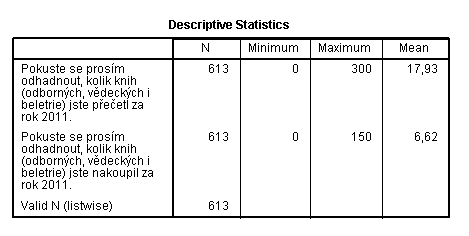 Descriptive Statistics
N Minimum Maximum Mean
Pokuste se prosím 613 0 300 17,93
odhadnout, kolik knih
(odborných, vědeckých i
beletrie) jste přečetl za
rok 2011.
Pokuste se prosím 613 0 150 6,62
odhadnout, kolik knih
(odborných, vědeckých i
beletrie) jste nakoupil za
rok 2011.
Valid N (listwise) 613